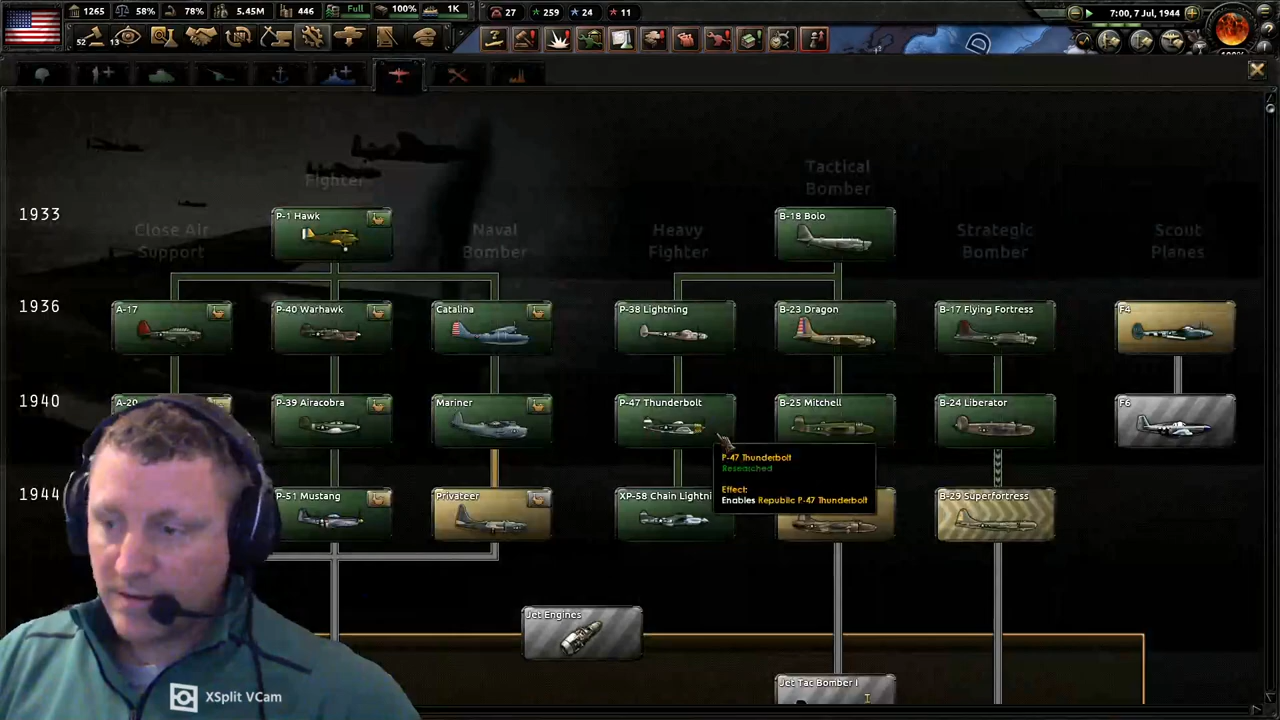 1265 58% 78% 5.45M 446 Full 100% 1K 27 259 24 11 7:00, 7 Jul, 1944
52 13
100%
Fighter
Tactical
Bomber
1933
P-1 Hawk
B-18 Bolo
Close Air
Support
Naval
Bomber
Heavy
Fighter
Strategic
Bomber
Scout
Planes
1936
A-17
P-40 Warhawk
Catalina
P-38 Lightning
B-23 Dragon
B-17 Flying Fortress
F4
1940
A-20
P-39 Airacobra
Mariner
P-47 Thunderbolt
B-25 Mitchell
B-24 Liberator
F6
P-47 Thunderbolt
Researched
Effect:
Enables Republic P-47 Thunderbolt
1944
P-51 Mustang
Privateer
XP-58 Chain Lightni
B-29 Superfortress
Jet Engines
Jet Tac Bomber I
XSplit VCam